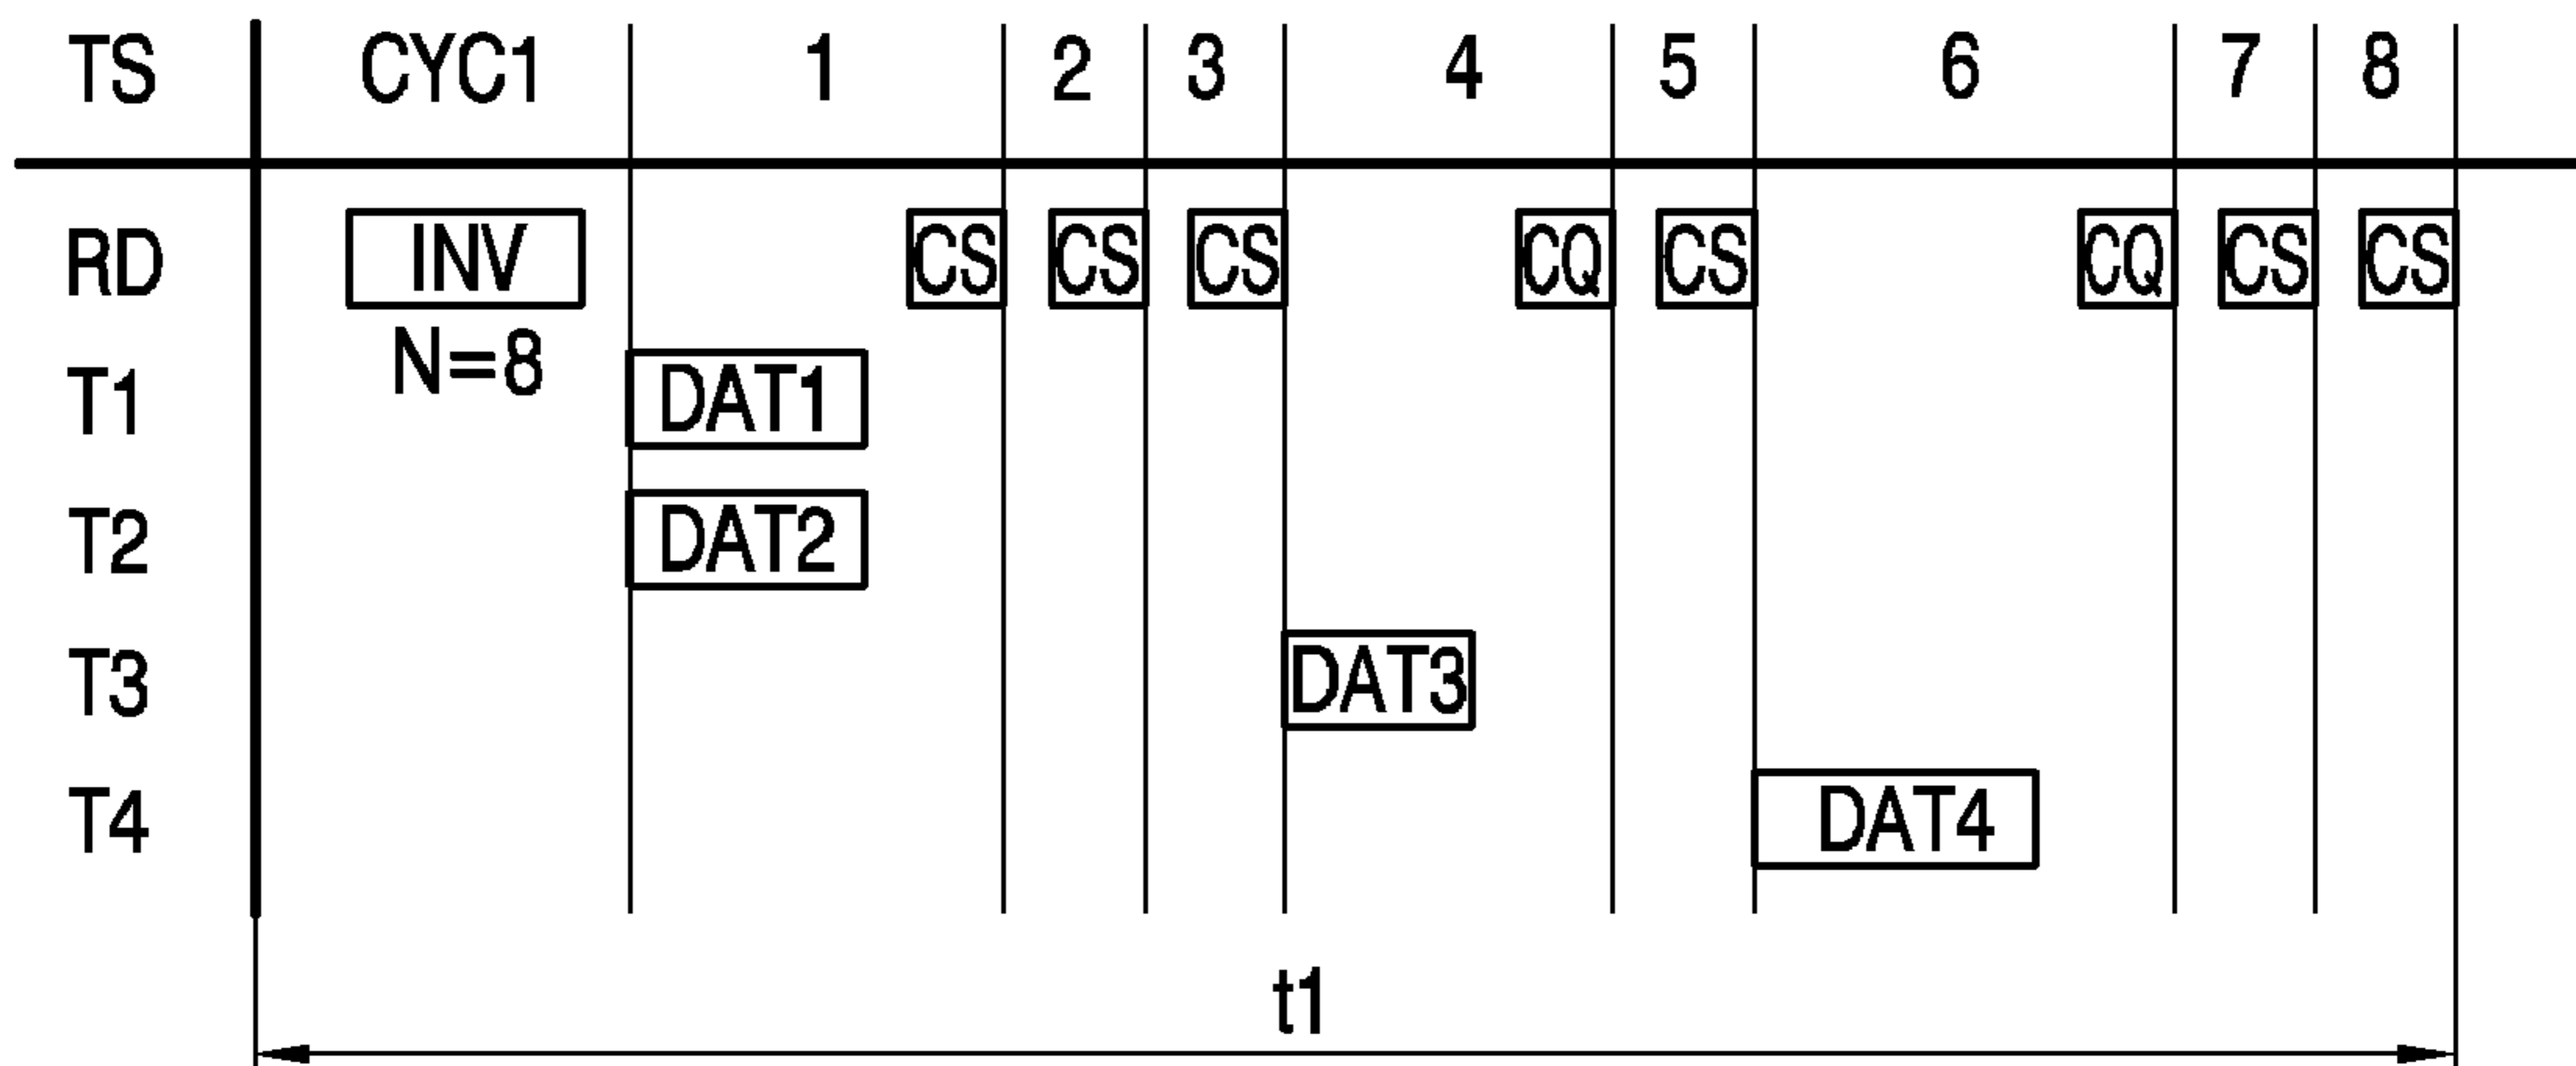 TS CYC1 1 2 3 4 5 6 7 8
RD INV CS CS CS CQ CS CQ CS CS
N=8
T1 DAT1
T2 DAT2
T3 DAT3
T4 DAT4
t1